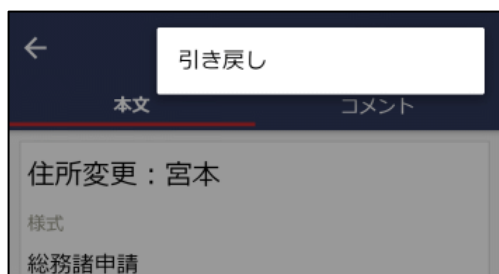 引き戻し
本文
コメント
住所変更：宮本
様式
総務諸申請